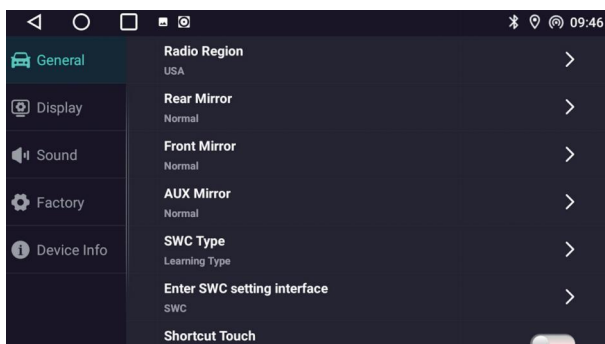 09:46
General
Display
Sound
Factory
Device Info
Radio Region
USA
Rear Mirror
Normal
Front Mirror
Normal
AUX Mirror
Normal
SWC Type
Learning Type
Enter SWC setting interface
SWC
Shortcut Touch